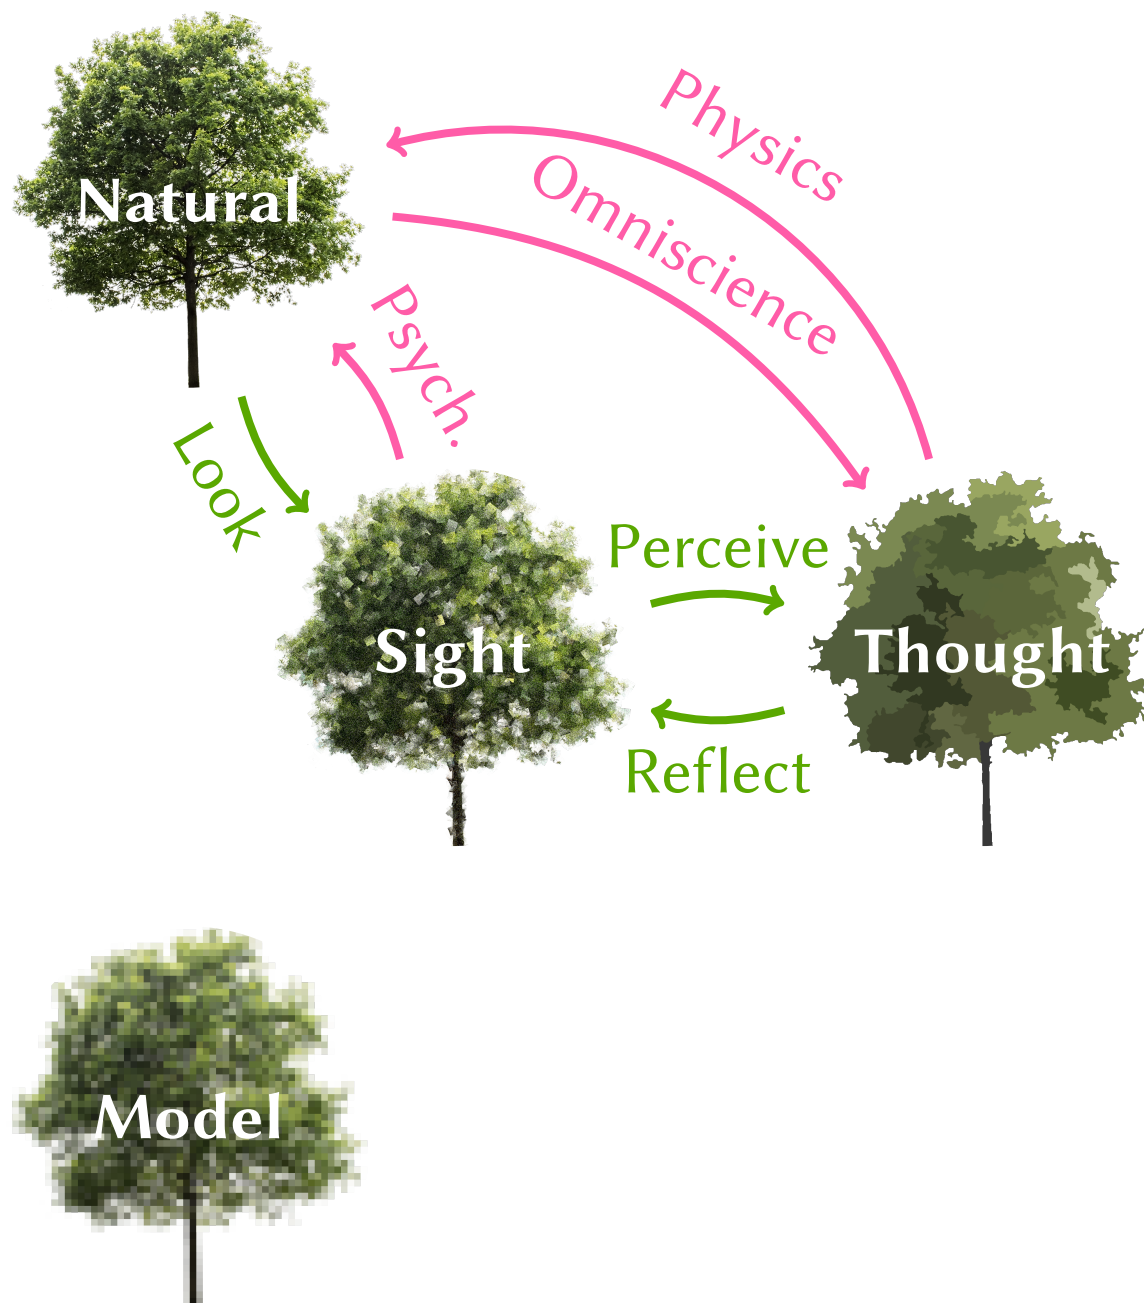 Physics
Omniscience
Natural
Psych.
Look
Perceive
Sight
Thought
Reflect
Model